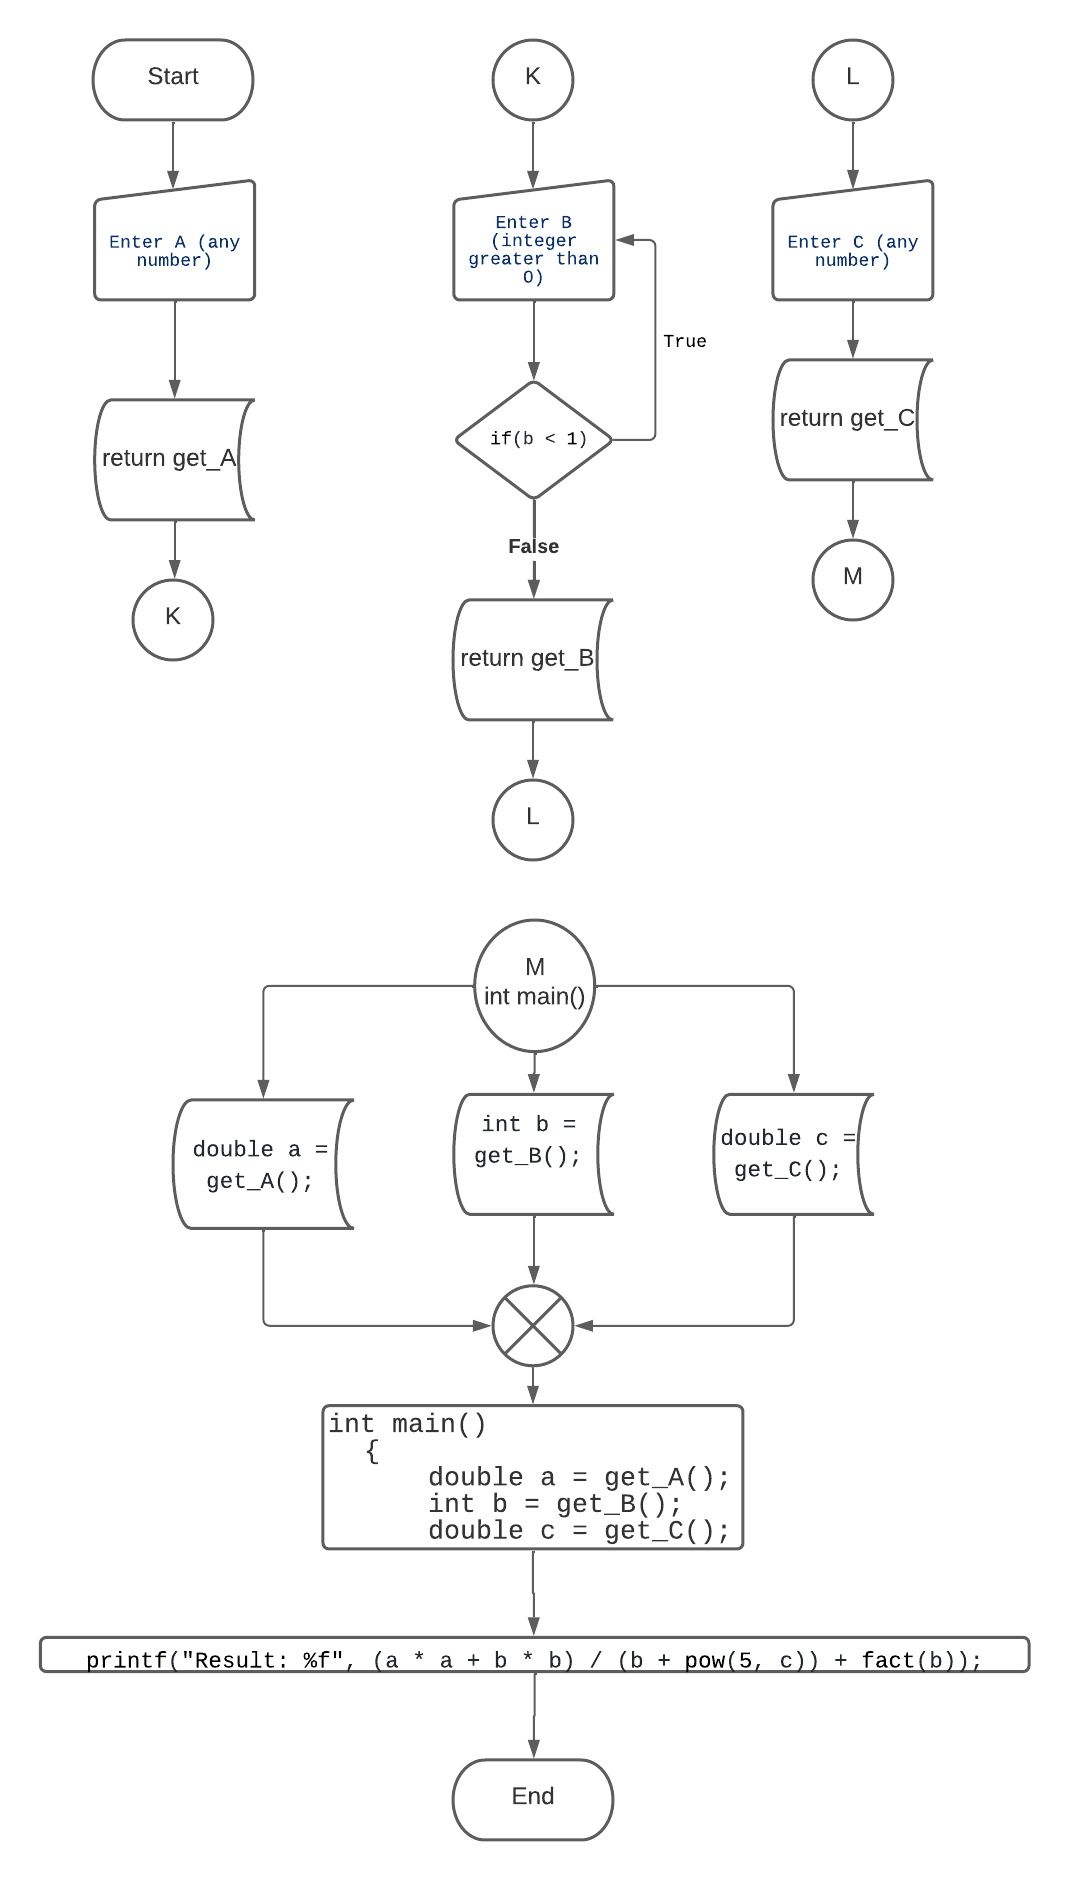 Start
Enter A (any
number)
return get_A
K
K
Enter B
(integer
greater than
0)
True
if(b < 1)
False
return get_B
L
L
Enter C (any
number)
return get_C
M
M
int main()
double a =
get_A();
int b =
get_B();
double c =
get_C();
int main()
{
double a = get_A();
int b = get_B();
double c = get_C();
printf("Result: %f", (a * a + b * b) / (b + pow(5, c)) + fact(b));
End